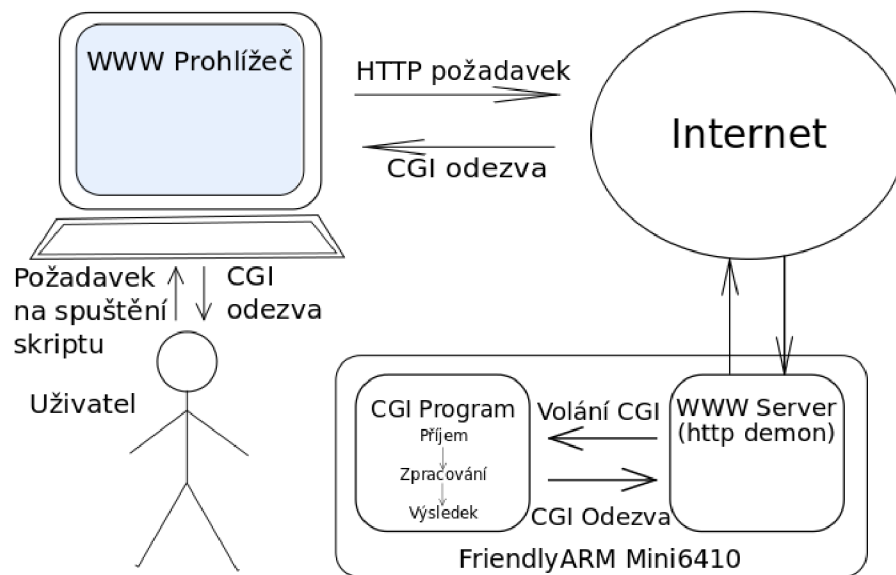 WWW Prohlížeč
HTTP požadavek
Internet
CGI odezva
Požadavek
na spuštění
skriptu
CGI
odezva
Uživatel
CGI Program
Příjem
Zpracování
Výsledek
Volání CGI
CGI Odezva
WWW Server
(http demon)
FriendlyARM Mini6410